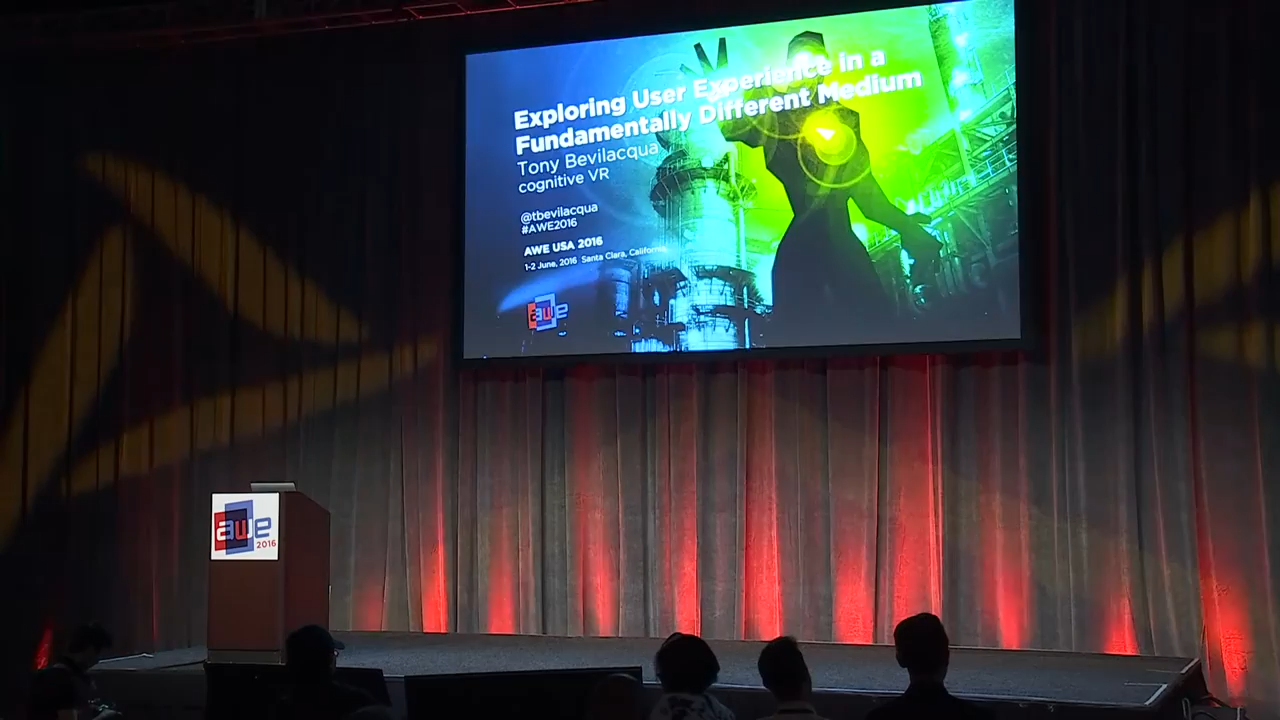 Exploring User Experience in a
Fundamentally Different Medium
Tony Bevilacqua
cognitive VR
@tbevilacqua
#AWE2016
AWE USA 2016
1-2 June, 2016 Santa Clara, California
awe
awe
2016